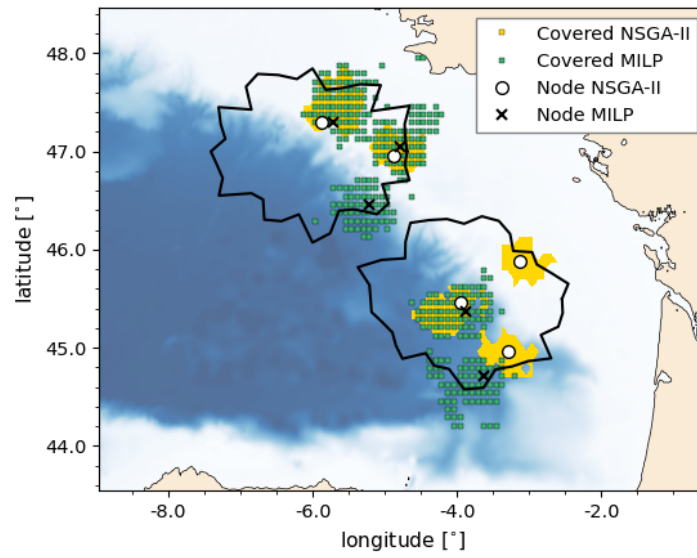 Covered NSGA-II
Covered MILP
Node NSGA-II
Node MILP
48.0
47.0
46.0
45.0
44.0
latitude [°]
-8.0 -6.0 -4.0 -2.0
longitude [°]